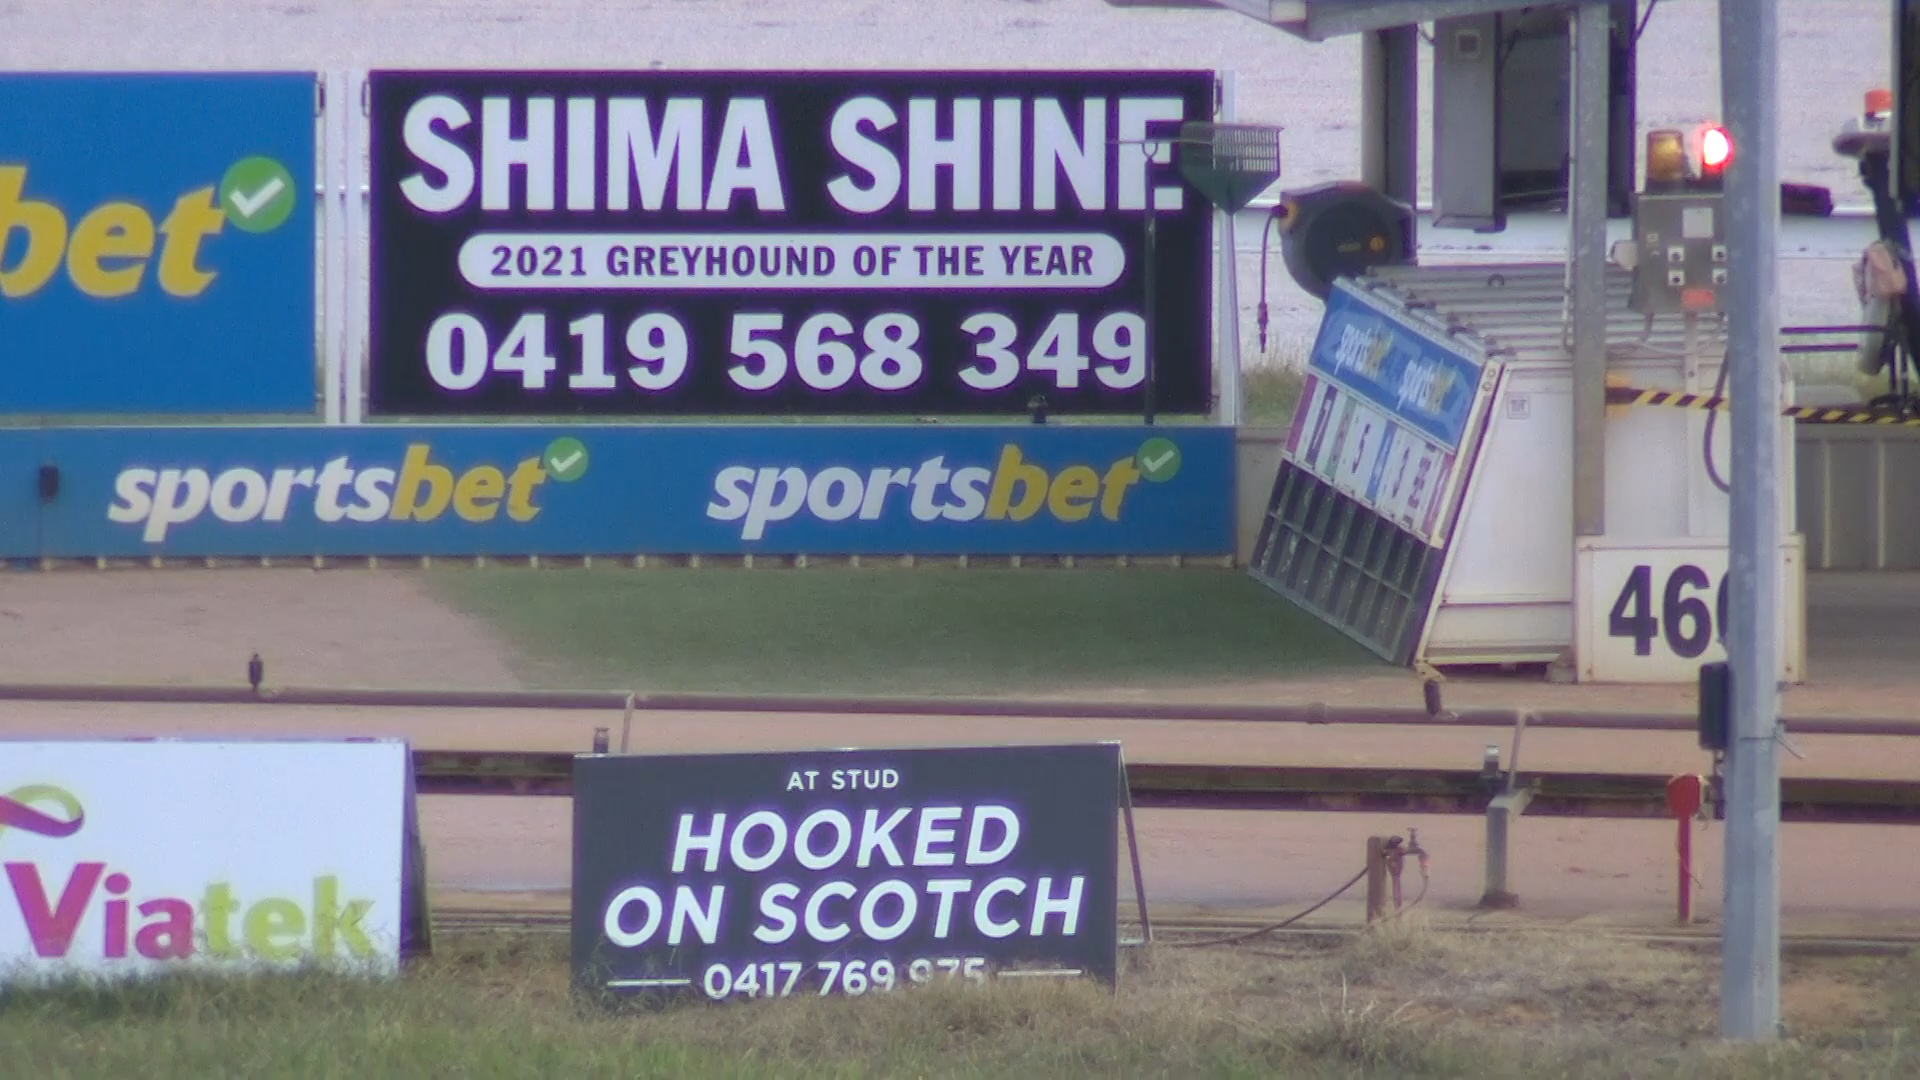 bet
SHIMA SHINE
2021 GREYHOUND OF THE YEAR
0419 568 349
sportsbet sportsbet
sportsbet sportsbet
46
Viatek
AT STUD
HOOKED
ON SCOTCH
0417 769 975